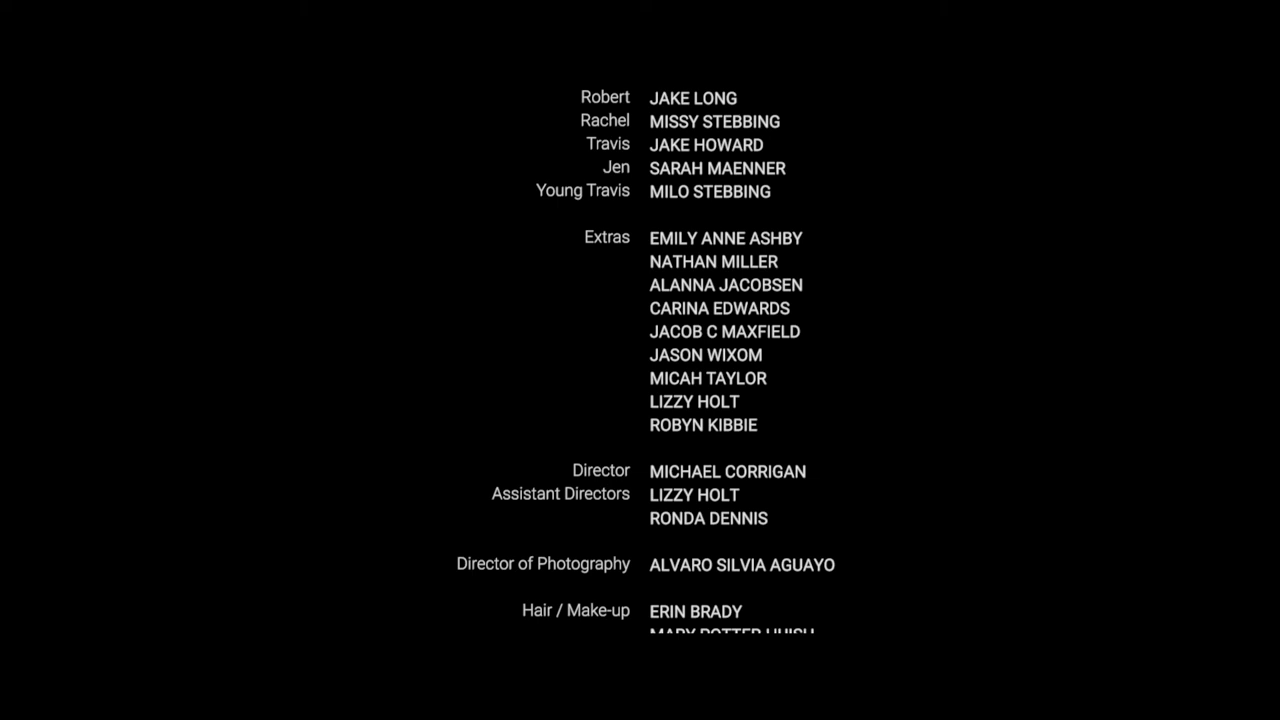 Robert JAKE LONG
Rachel MISSY STEBBING
Travis JAKE HOWARD
Jen SARAH MAENNER
Young Travis MILO STEBBING
Extras EMILY ANNE ASHBY
NATHAN MILLER
ALANNA JACOBSEN
CARINA EDWARDS
JACOB C MAXFIELD
JASON WIXOM
MICAH TAYLOR
LIZZY HOLT
ROBYN KIBBIE
Director MICHAEL CORRIGAN
Assistant Directors LIZZY HOLT
RONDA DENNIS
Director of Photography ALVARO SILVIA AGUAYO
Hair / Make-up ERIN BRADY